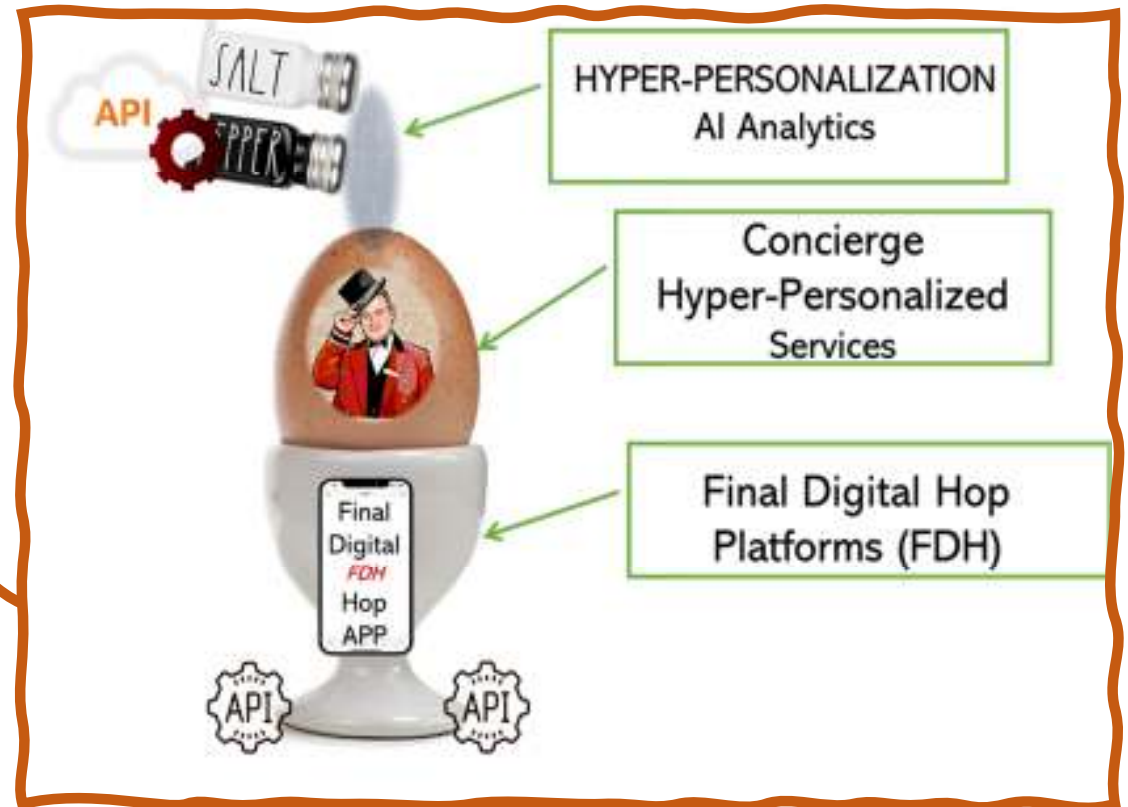 SALT
API
EPPER
HYPER-PERSONALIZATION
AI Analytics
Concierge
Hyper-Personalized
Services
Final Digital Hop
Platforms (FDH)
Final
Digital
FDH
Hop
APP
API
API